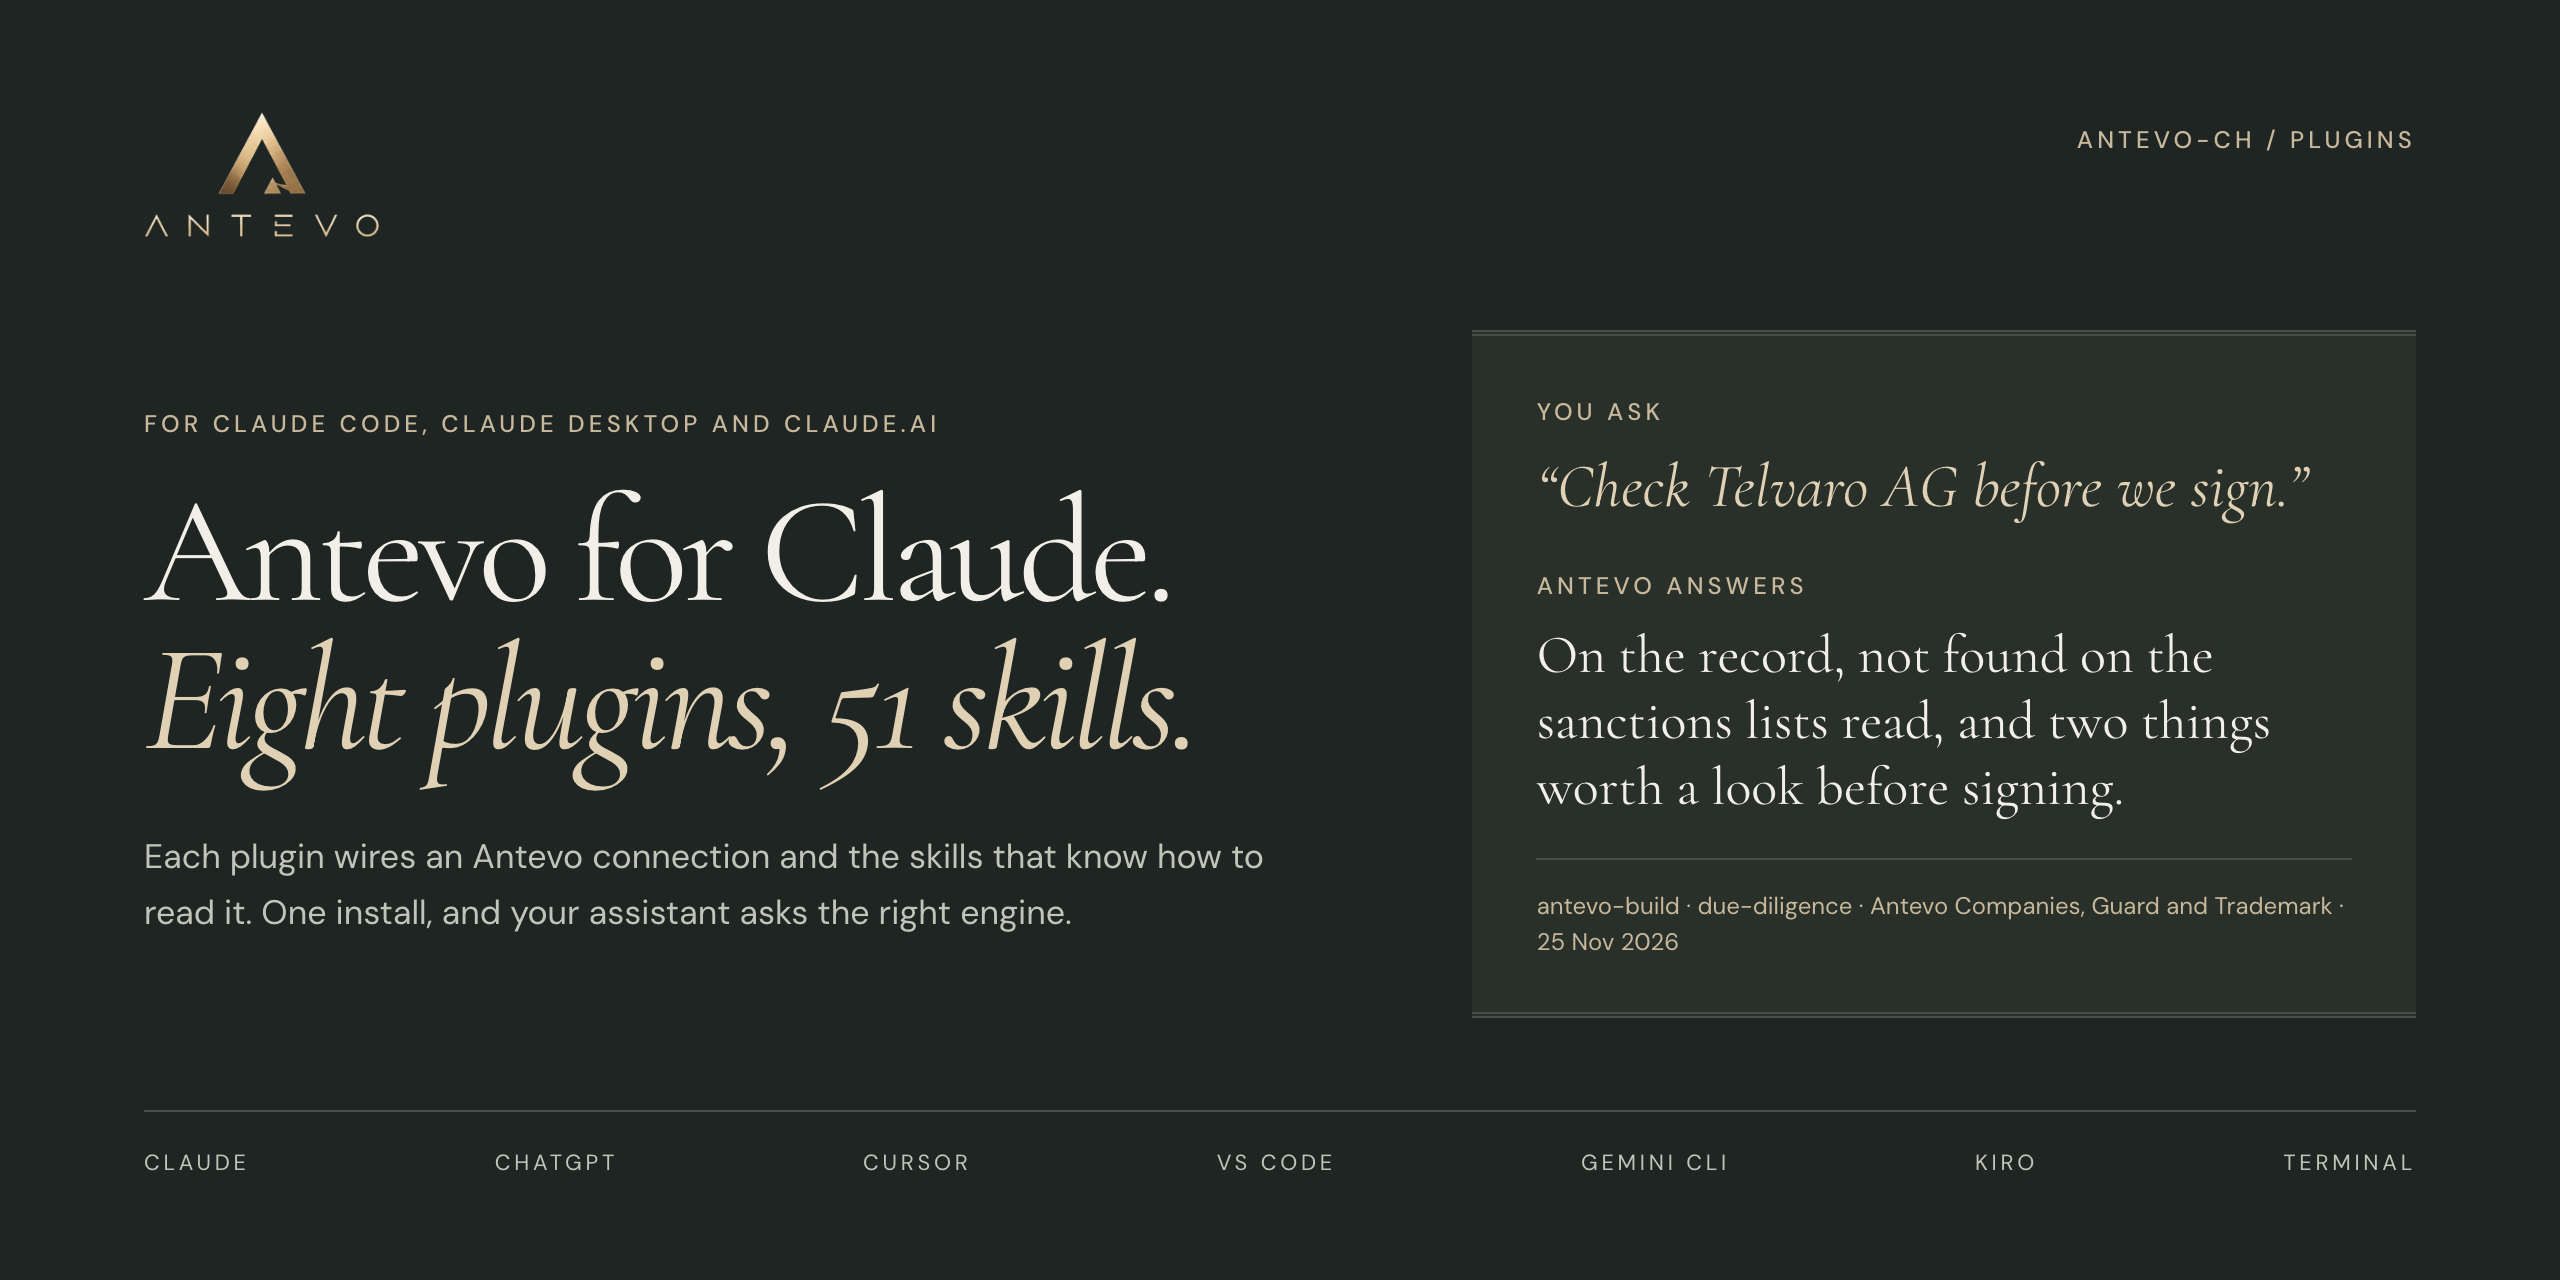 ANTEVO
ANTEVO-CH / PLUGINS
FOR CLAUDE CODE, CLAUDE DESKTOP AND CLAUDE.AI
Antevo for Claude.
Eight plugins, 51 skills.
Each plugin wires an Antevo connection and the skills that know how to
read it. One install, and your assistant asks the right engine.
YOU ASK
“Check Telvaro AG before we sign.”
ANTEVO ANSWERS
On the record, not found on the
sanctions lists read, and two things
worth a look before signing.
antevo-build · due-diligence · Antevo Companies, Guard and Trademark ·
25 Nov 2026
CLAUDE CHATGPT CURSOR VS CODE GEMINI CLI KIRO TERMINAL